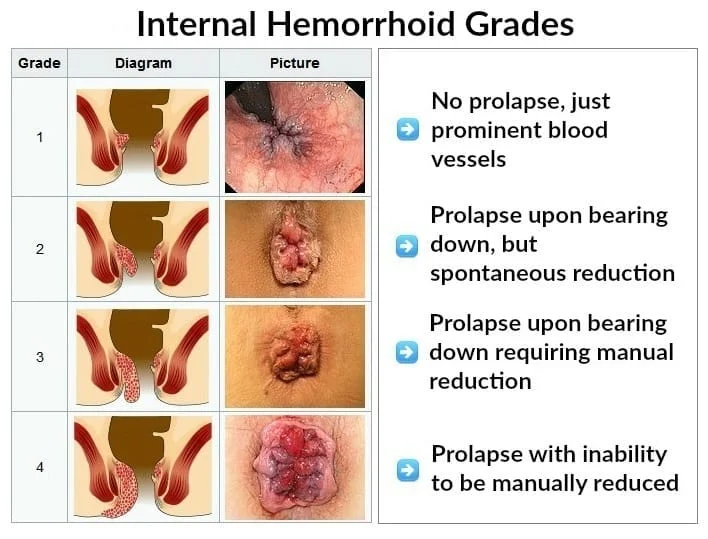 Internal Hemorrhoid Grades
Grade Diagram Picture
1
No prolapse, just
prominent blood
vessels
2
Prolapse upon bearing
down, but
spontaneous reduction
3
Prolapse upon bearing
down requiring manual
reduction
4
Prolapse with inability
to be manually reduced